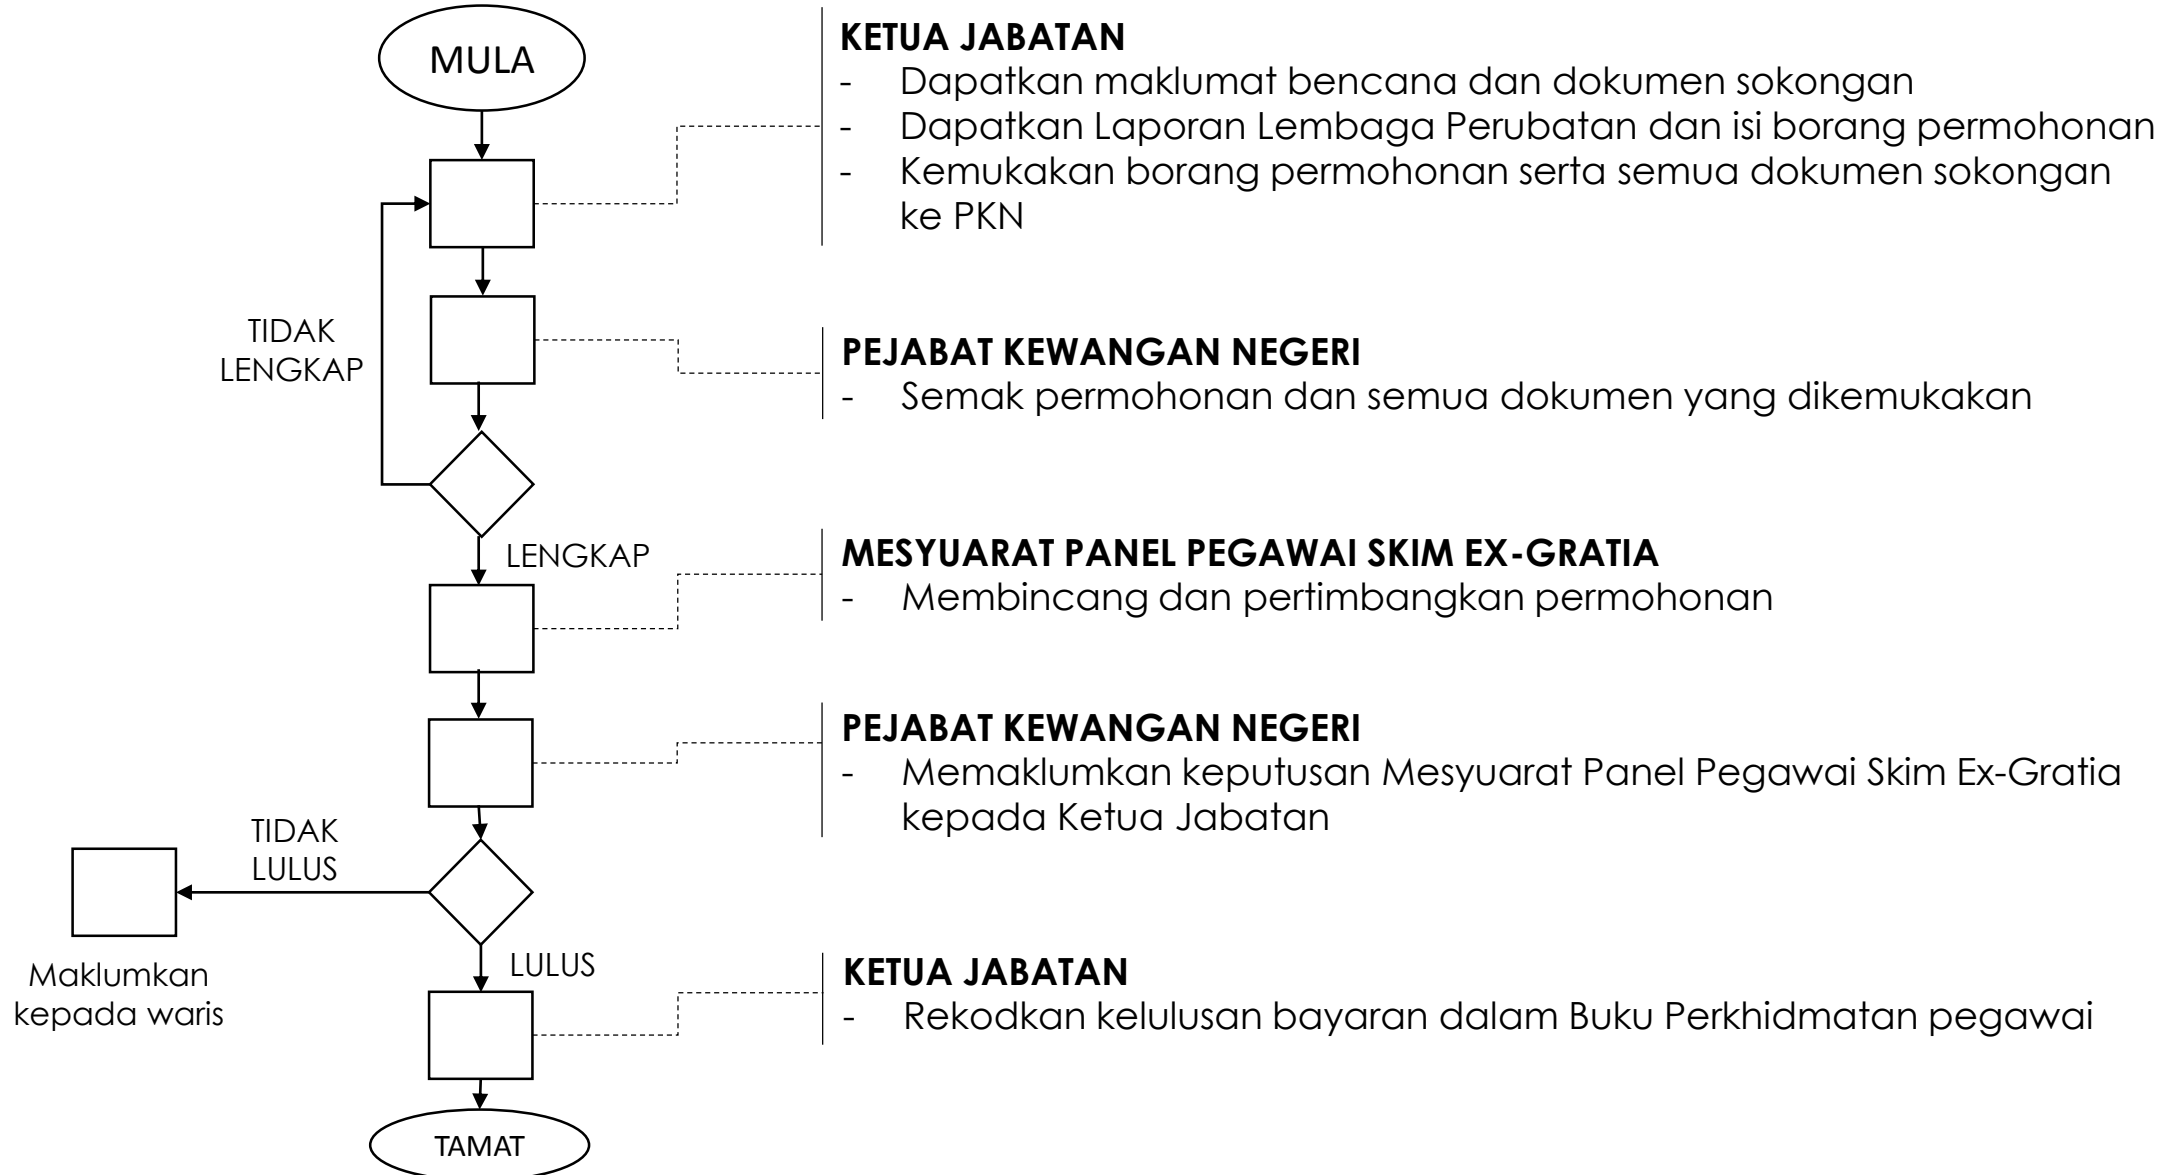 MULA
KETUA JABATAN
- Dapatkan maklumat bencana dan dokumen sokongan
- Dapatkan Laporan Lembaga Perubatan dan isi borang permohonan
- Kemukakan borang permohonan serta semua dokumen sokongan
ke PKN
TIDAK
LENGKAP
PEJABAT KEWANGAN NEGERI
- Semak permohonan dan semua dokumen yang dikemukakan
LENGKAP
MESYUARAT PANEL PEGAWAI SKIM EX-GRATIA
- Membincang dan pertimbangkan permohonan
PEJABAT KEWANGAN NEGERI
- Memaklumkan keputusan Mesyuarat Panel Pegawai Skim Ex-Gratia
kepada Ketua Jabatan
TIDAK
LULUS
Maklumkan
kepada waris
LULUS
KETUA JABATAN
- Rekodkan kelulusan bayaran dalam Buku Perkhidmatan pegawai
TAMAT